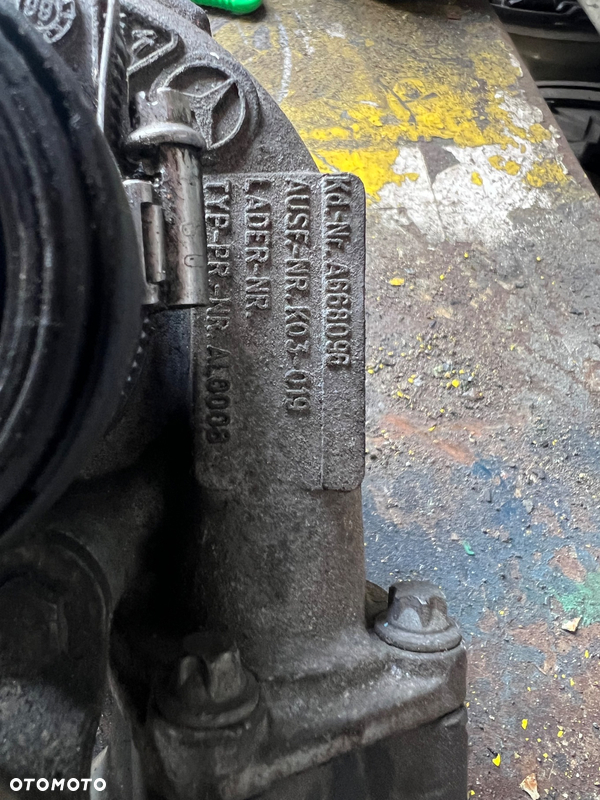 Kd-Nr. A668096
AUSF-NR. K03-019
LADER-NR.
TYP-PR-NR. AL0008
K
OTOMOTO